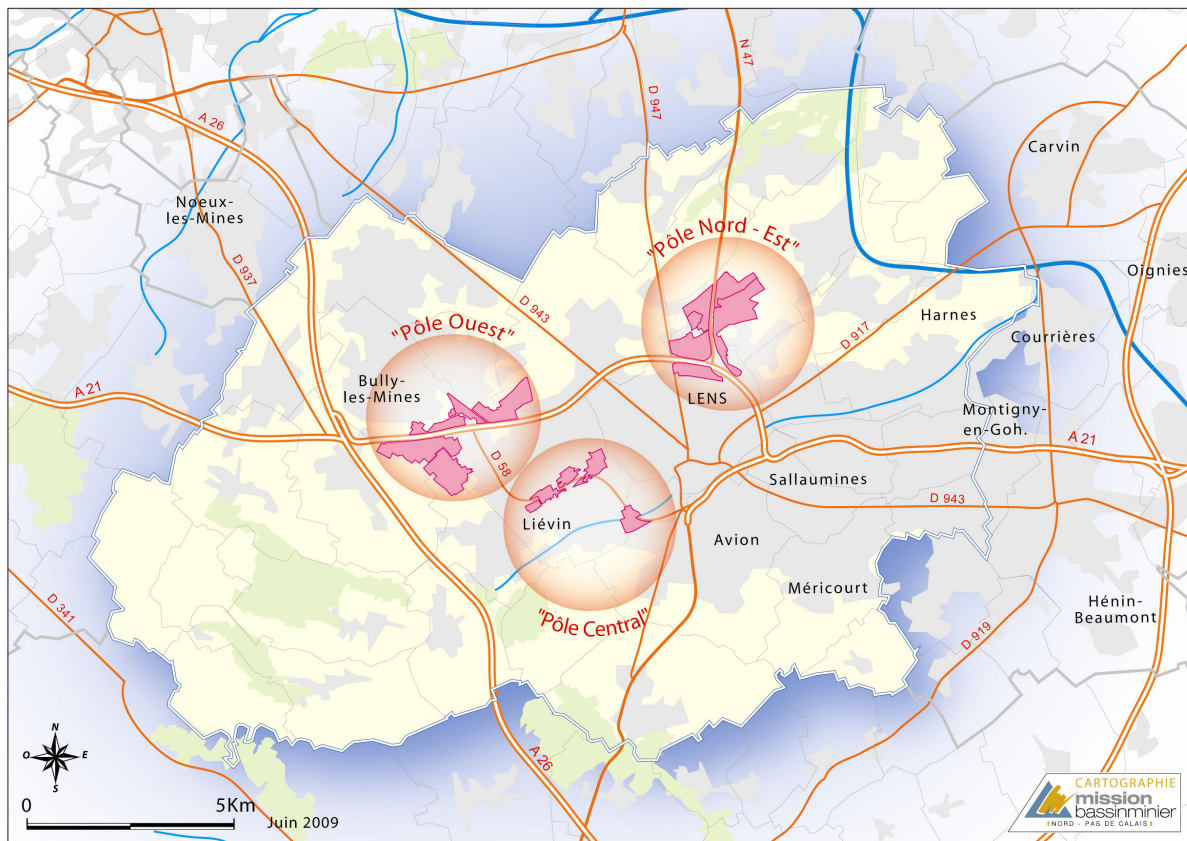 N 47
D 947
A 26
Carvin
Noeux-
les-Mines
"Pôle Nord - Est"
D 937
Oignies
D 943
"Pôle Ouest"
Harnes
D 917
Courrières
Bully-
les-Mines
A 21
LENS
Montigny-
en-Goh.
A 21
D 58
Sallaumines
D 943
Liévin
Avion
Méricourt
Hénin-
Beaumont
D 341
"Pôle Central"
D 919
N
O
E
S
A 26
0
5Km
Juin 2009
CARTOGRAPHIE
mission
bassinminier
NORD - PAS DE CALAIS